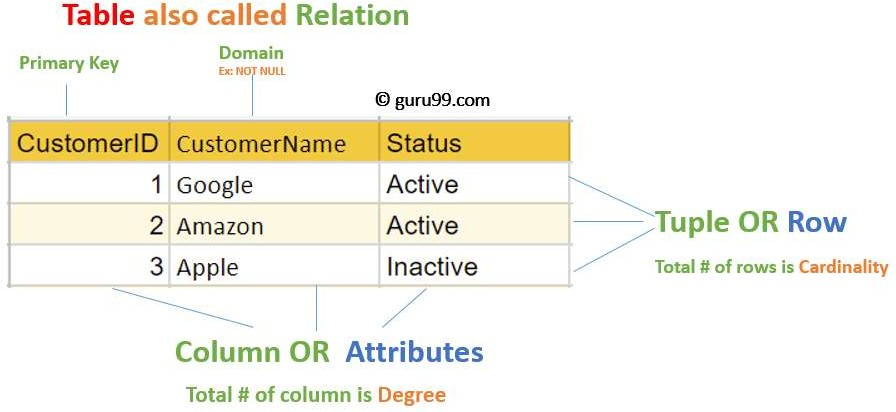 Table also called Relation
Primary Key
Domain
Ex: NOT NULL
© guru99.com
CustomerID CustomerName Status
1 Google Active
2 Amazon Active
3 Apple Inactive
Tuple OR Row
Total # of rows is Cardinality
Column OR Attributes
Total # of column is Degree